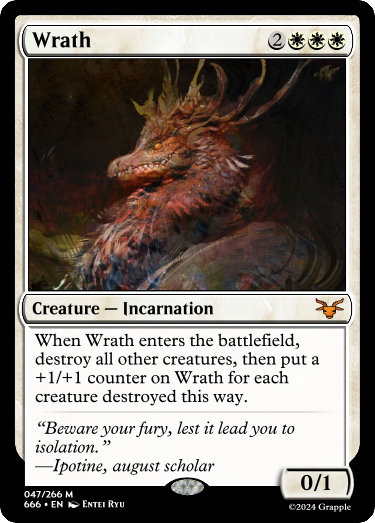 Wrath 2
Creature — Incarnation
When Wrath enters the battlefield,
destroy all other creatures, then put a
+1/+1 counter on Wrath for each
creature destroyed this way.
“Beware your fury, lest it lead you to
isolation.”
—Ipotine, august scholar
0/1
047/266 M
666 • EN Entei Ryu
©2024 Grapple